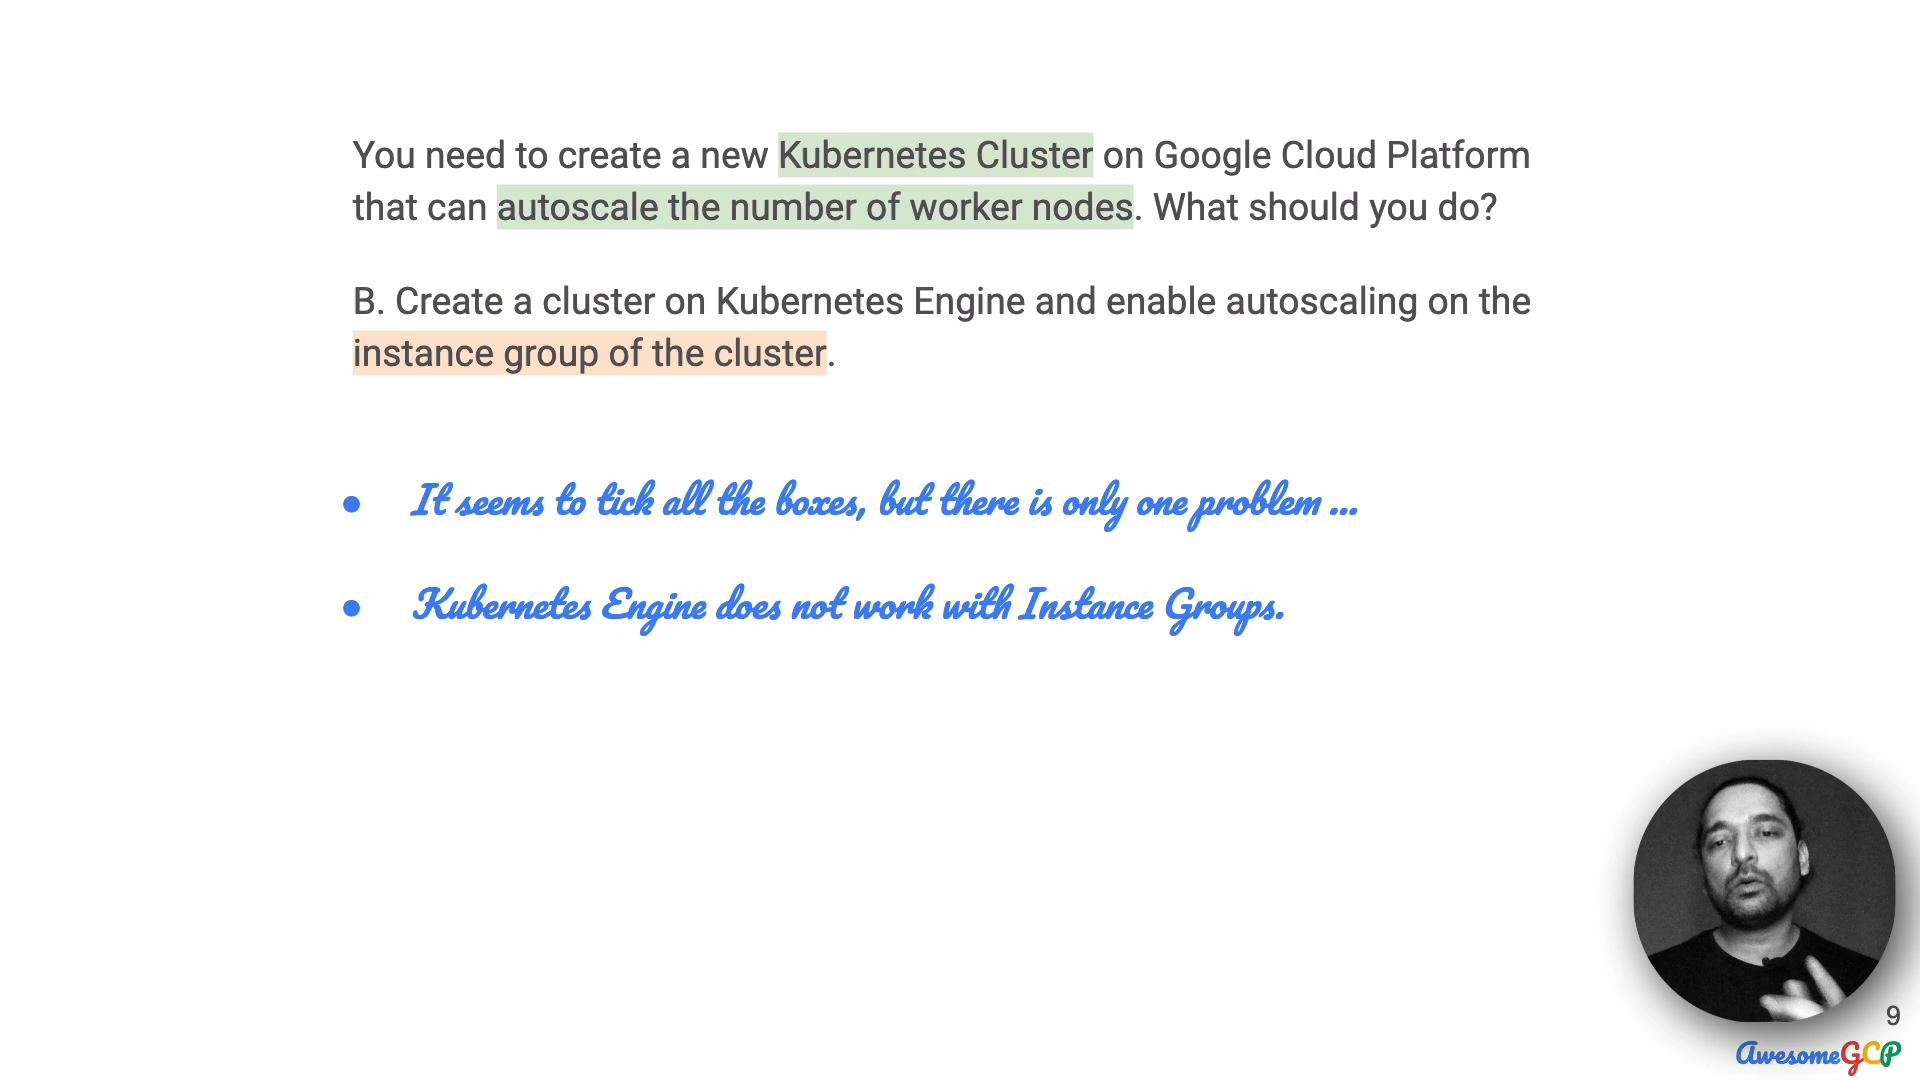 You need to create a new Kubernetes Cluster on Google Cloud Platform
that can autoscale the number of worker nodes. What should you do?
B. Create a cluster on Kubernetes Engine and enable autoscaling on the
instance group of the cluster.
● It seems to tick all the boxes, but there is only one problem ...
● Kubernetes Engine does not work with Instance Groups.
9
AwesomeGCP